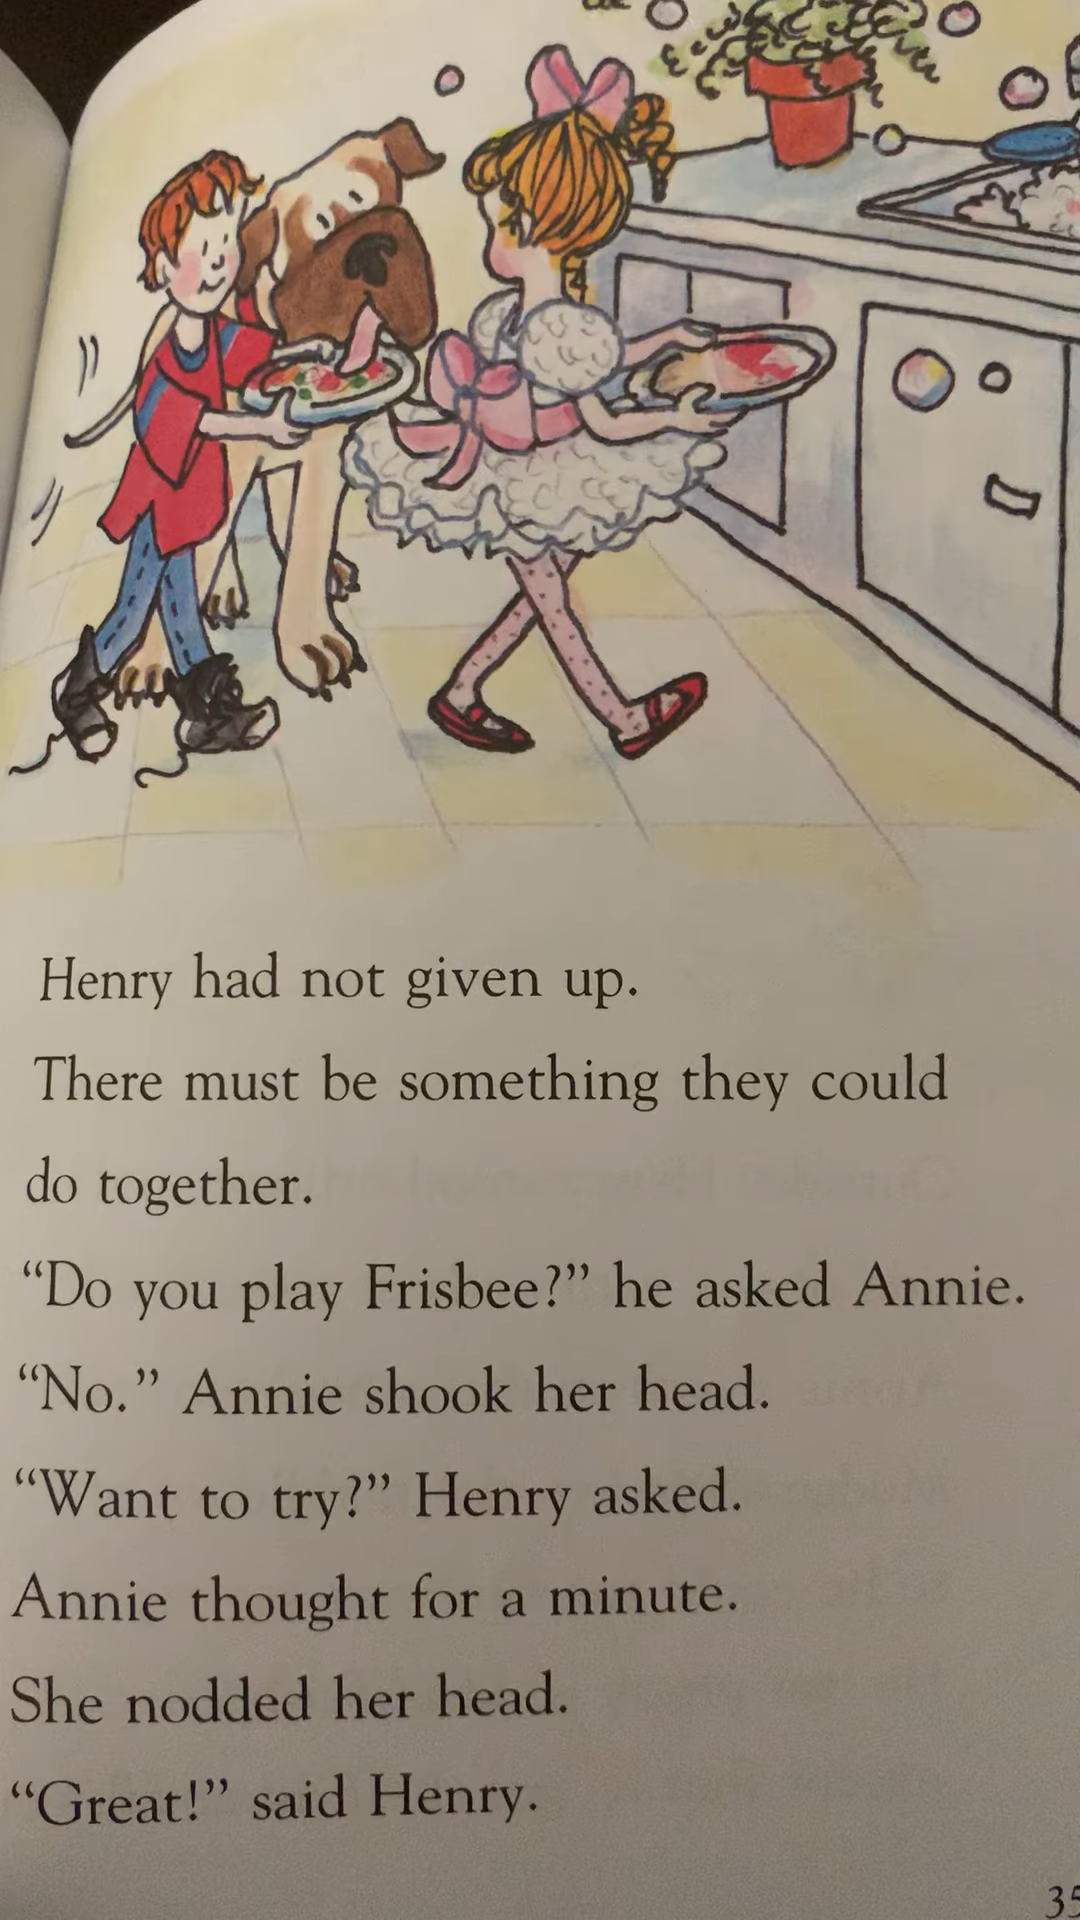 Henry had not given up.
There must be something they could
do together.
“Do you play Frisbee?” he asked Annie.
“No.” Annie shook her head.
“Want to try?” Henry asked.
Annie thought for a minute.
She nodded her head.
“Great!” said Henry.
35